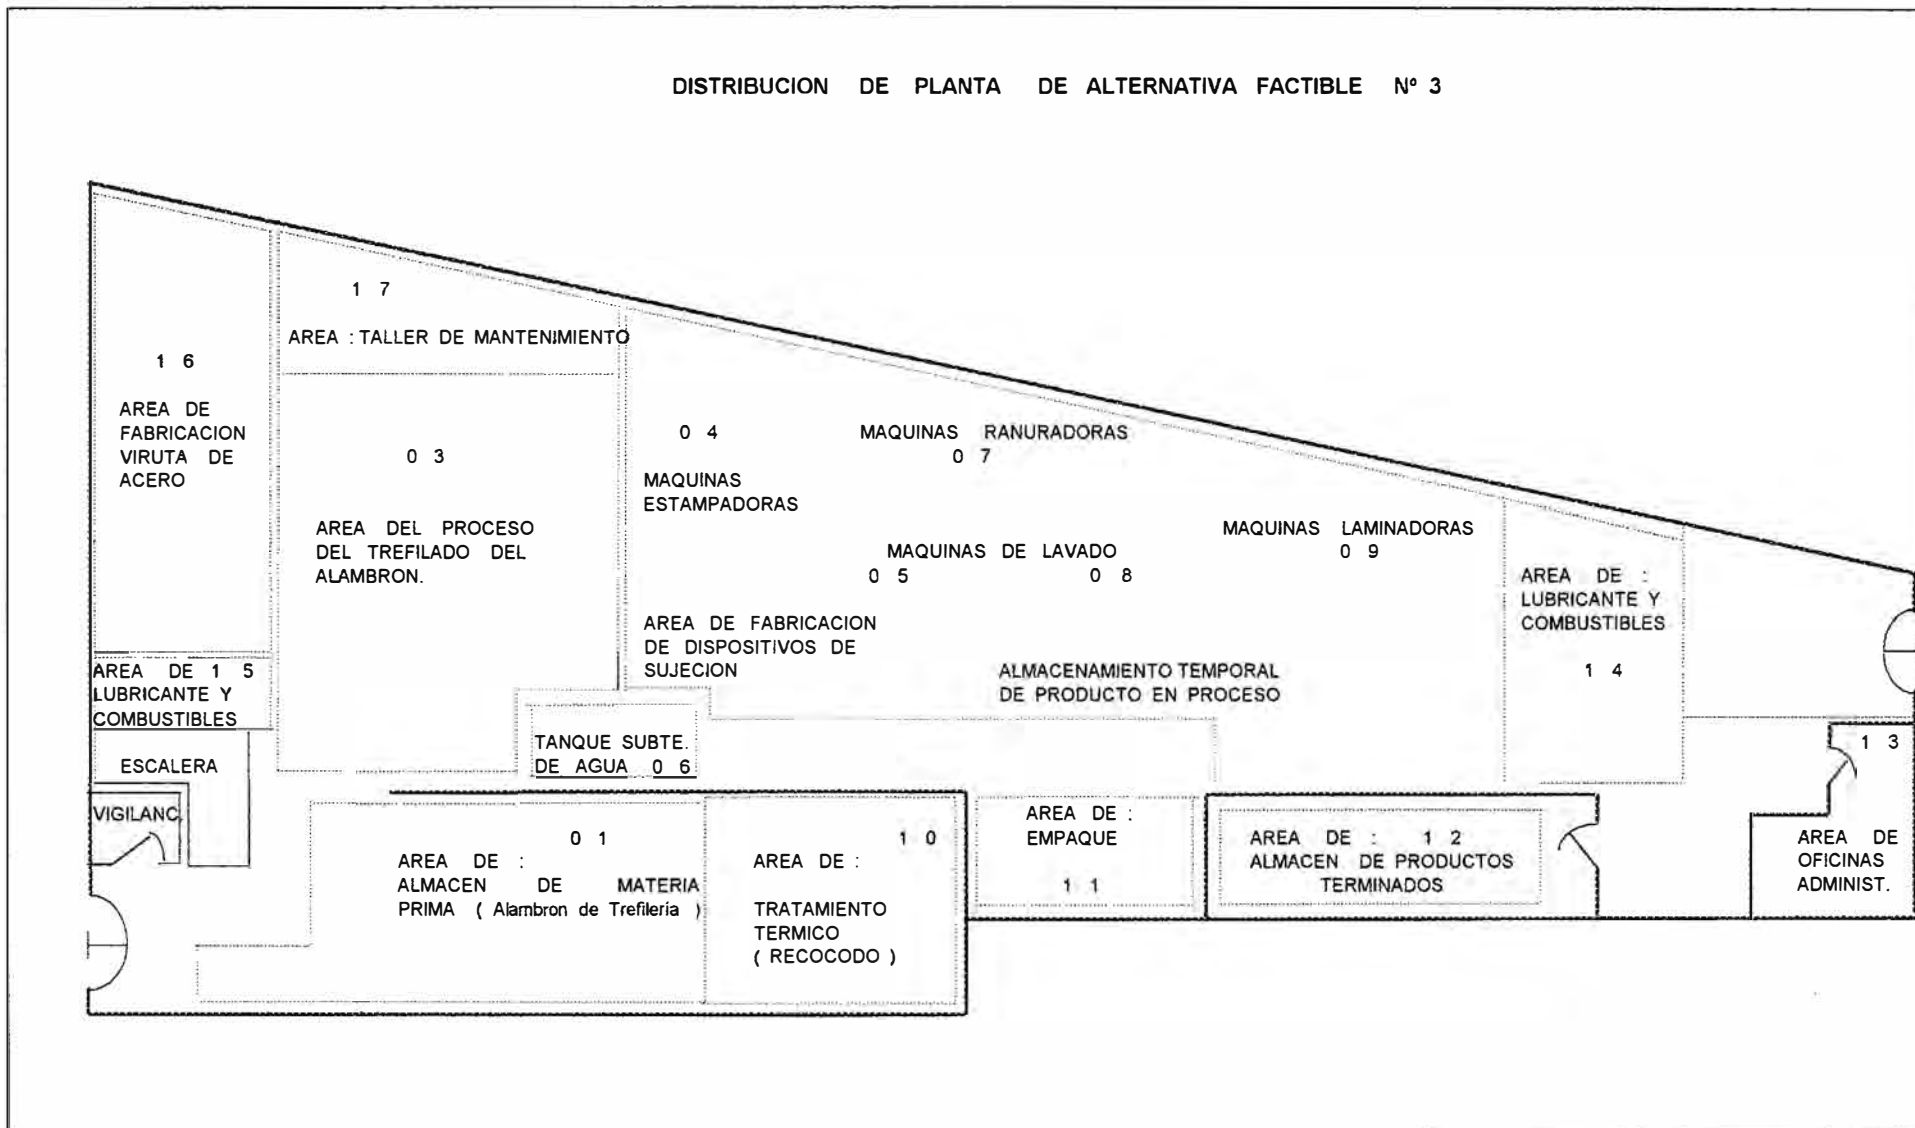 DISTRIBUCION DE PLANTA DE ALTERNATIVA FACTIBLE Nº 3
1 7
AREA : TALLER DE MANTENIMIENTO
1 6
AREA DE
FABRICACION
VIRUTA DE
ACERO
0 3
AREA DEL PROCESO
DEL TREFILADO DEL
ALAMBRON.
0 4
MAQUINAS
ESTAMPADORAS
MAQUINAS RANURADORAS
0 7
MAQUINAS DE LAVADO
0 5 0 8
MAQUINAS LAMINADORAS
0 9
AREA DE FABRICACION
DE DISPOSITIVOS DE
SUJECION
ALMACENAMIENTO TEMPORAL
DE PRODUCTO EN PROCESO
AREA DE :
LUBRICANTE Y
COMBUSTIBLES
1 4
AREA DE 1 5
LUBRICANTE Y
COMBUSTIBLES
ESCALERA
VIGILANC.
TANQUE SUBTE.
DE AGUA 0 6
0 1
AREA DE :
ALMACEN DE MATERIA
PRIMA ( Alambron de Trefileria )
1 0
AREA DE :
TRATAMIENTO
TERMICO
( RECOCODO )
AREA DE :
EMPAQUE
1 1
AREA DE : 1 2
ALMACEN DE PRODUCTOS
TERMINADOS
1 3
AREA DE
OFICINAS
ADMINIST.